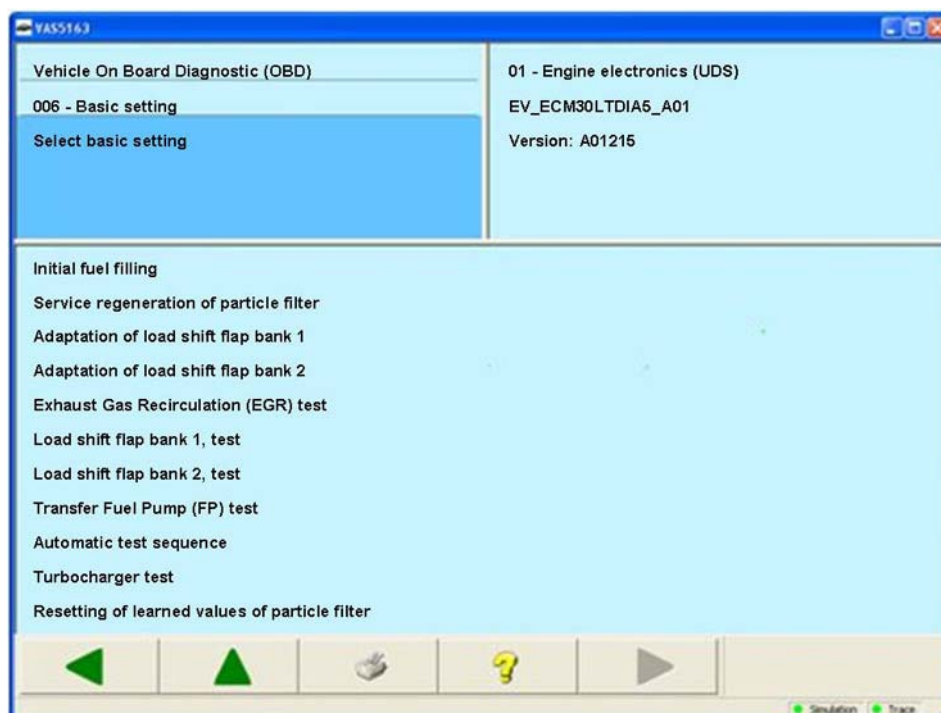 VAS5163
Vehicle On Board Diagnostic (OBD)
006 - Basic setting
Select basic setting
01 - Engine electronics (UDS)
EV_ECM30LTDIA5_A01
Version: A01215
Initial fuel filling
Service regeneration of particle filter
Adaptation of load shift flap bank 1
Adaptation of load shift flap bank 2
Exhaust Gas Recirculation (EGR) test
Load shift flap bank 1, test
Load shift flap bank 2, test
Transfer Fuel Pump (FP) test
Automatic test sequence
Turbocharger test
Resetting of learned values of particle filter
Simulation
Trace